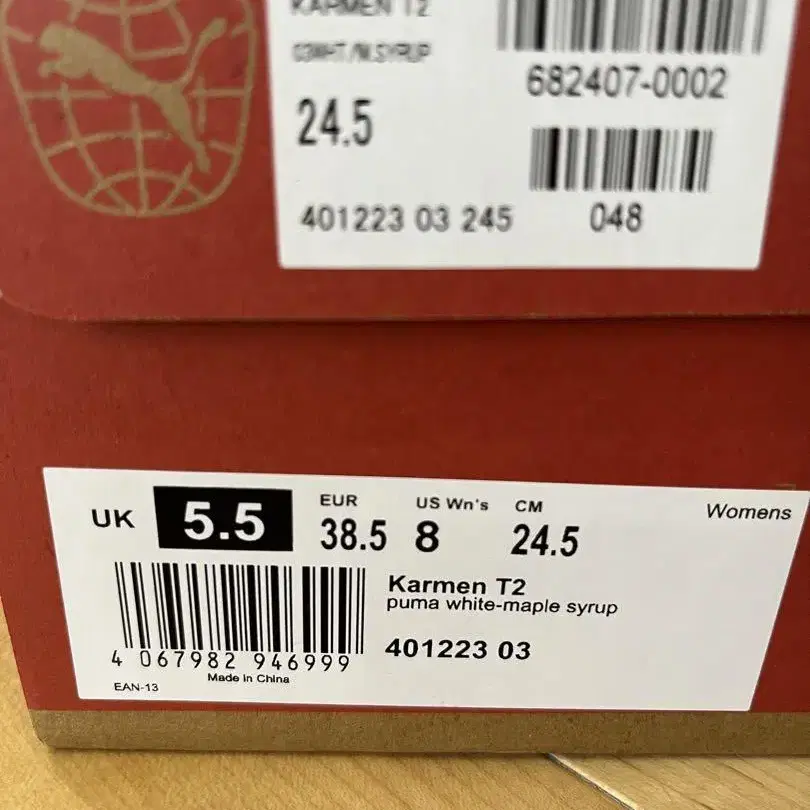 KARMEN T2
03WHT/M.SYRUP
24.5
401223 03 245
682407-0002
048
UK 5.5
EUR 38.5
US Wn's 8
CM 24.5
Womens
Karmen T2
puma white-maple syrup
401223 03
4 067982 946999
Made in China
EAN-13